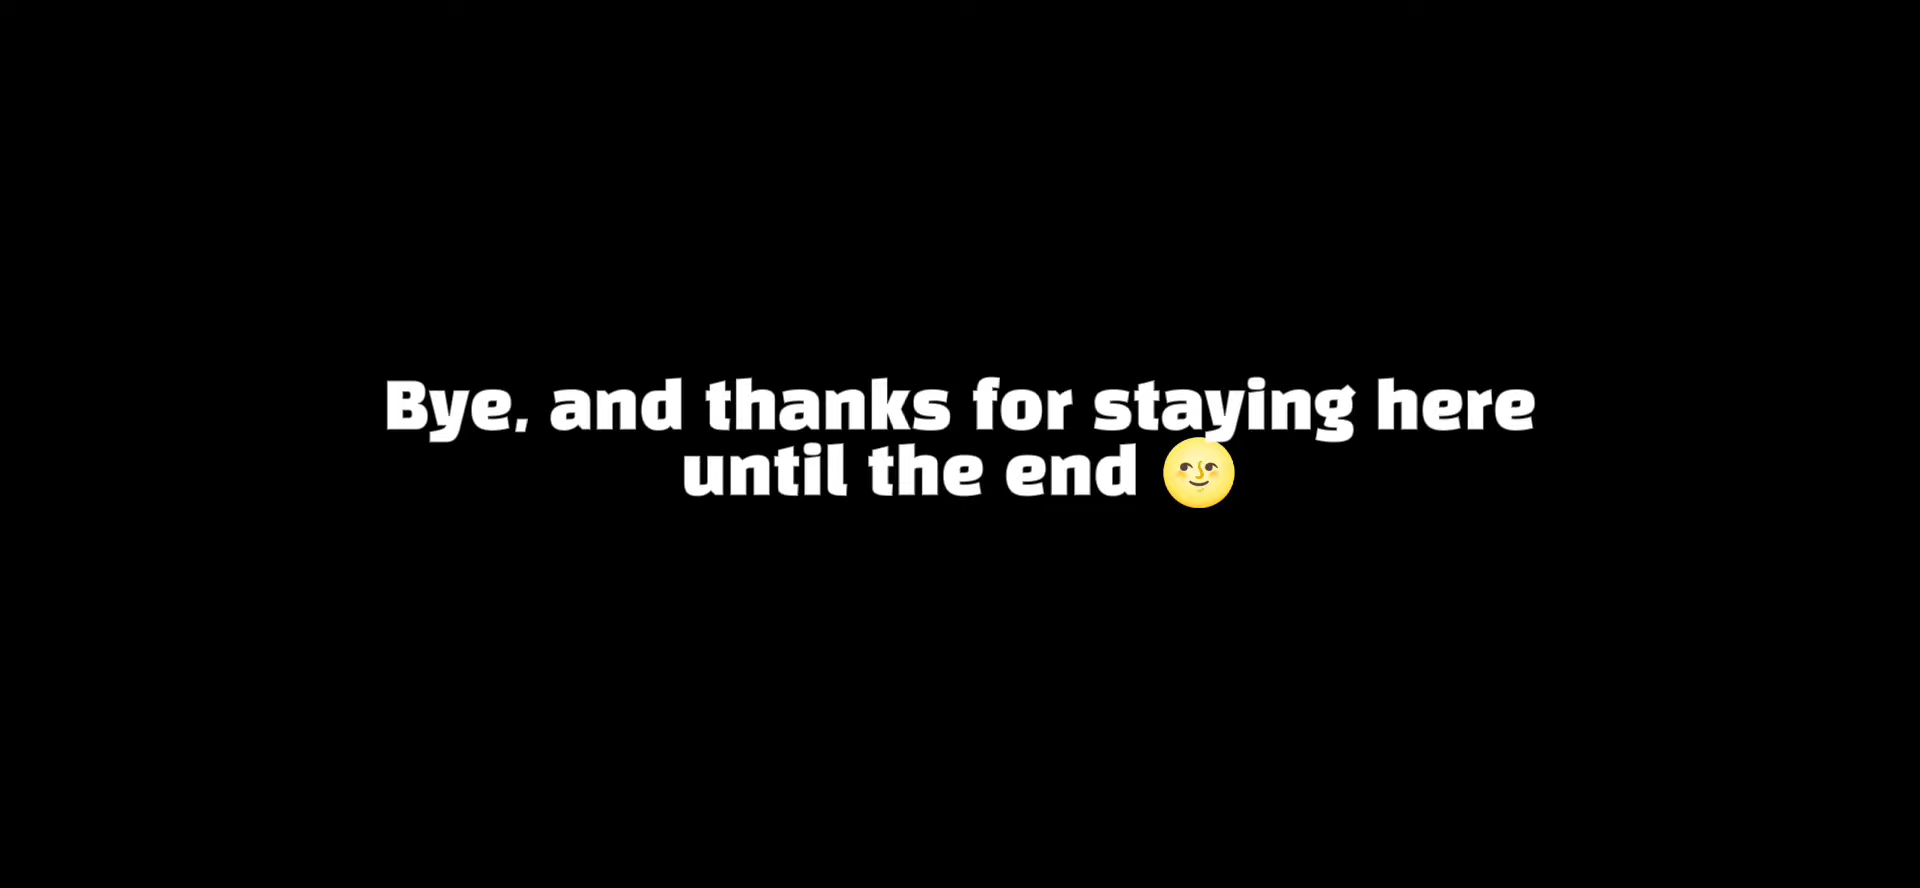 Bye, and thanks for staying here
until the end 🌝